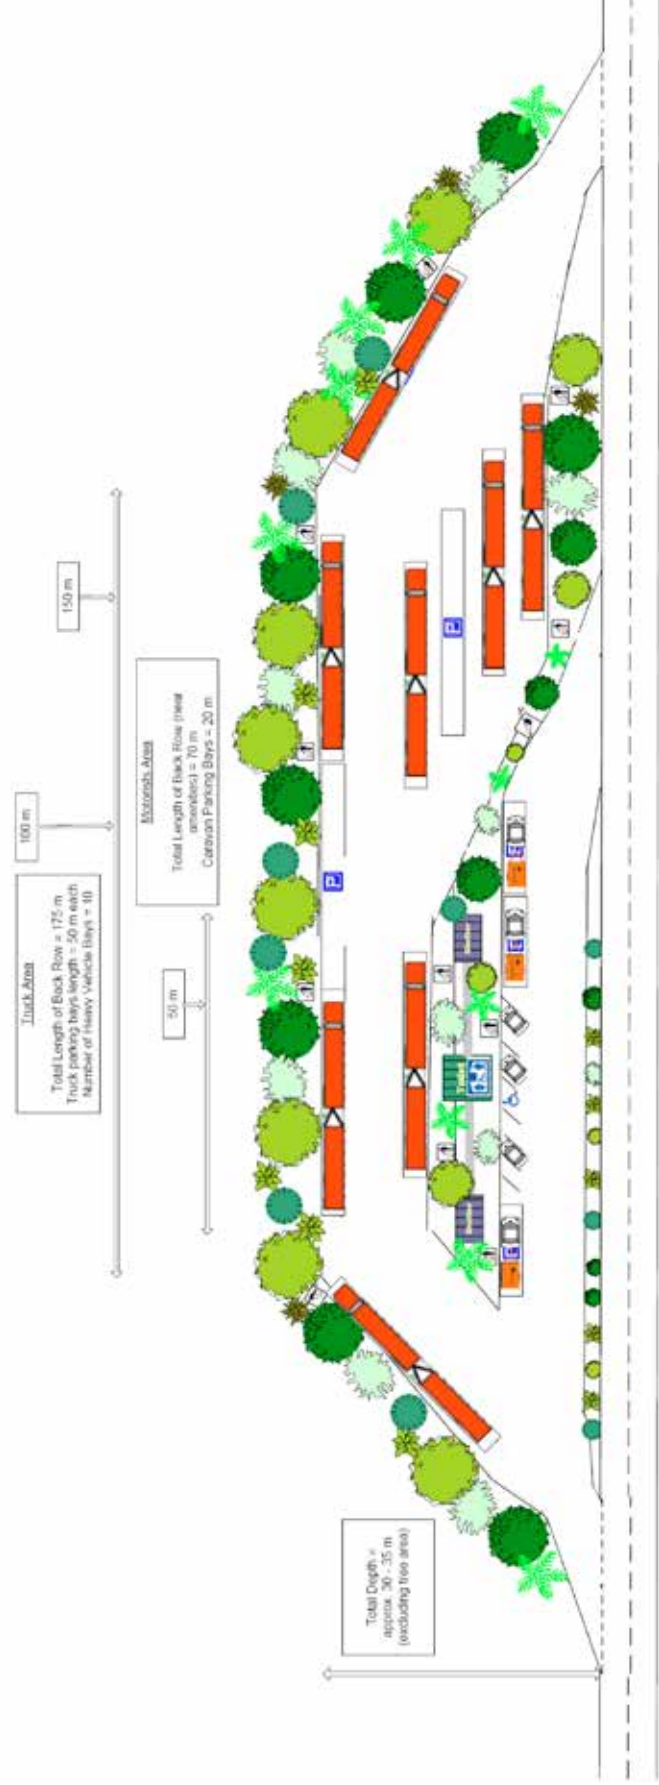 Truck Area
Total Length of Back Row = 175 m
Truck parking bays length = 50 m each
Number of Heavy Vehicle Bays = 10
100 m
150 m
Motorists Area
Total Length of Back Row (near
amenities) = 70 m
Caravan Parking Bays = 20 m
50 m
Total Depth =
approx. 30 - 35 m
(excluding tree area)
P
P